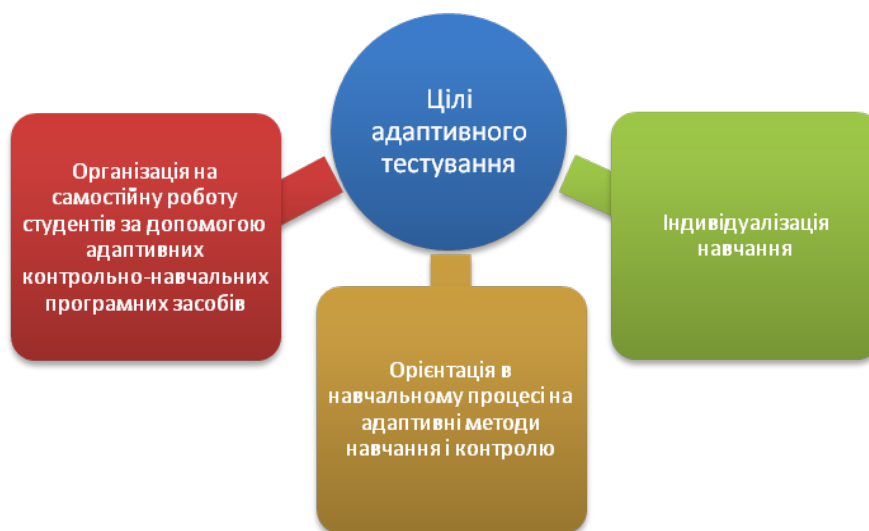 Цілі
адаптивного
тестування
Організація на
самостійну роботу
студентів за допомогою
адаптивних
контрольно-навчальних
програмних засобів
Індивідуалізація
навчання
Орієнтація в
навчальному процесі на
адаптивні методи
навчання і контролю